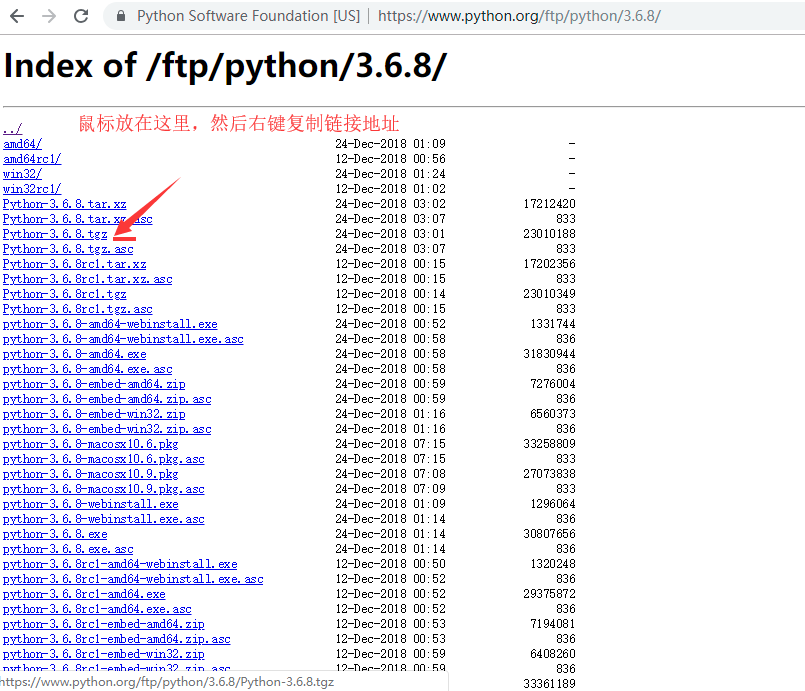 Python Software Foundation [US] | https://www.python.org/ftp/python/3.6.8/
Index of /ftp/python/3.6.8/
鼠标放在这里，然后右键复制链接地址
../
amd64/ 24-Dec-2018 01:09 -
amd64rc1/ 12-Dec-2018 00:56 -
win32/ 24-Dec-2018 01:24 -
win32rc1/ 12-Dec-2018 01:02 -
Python-3.6.8.tar.xz 24-Dec-2018 03:02 17212420
Python-3.6.8.tar.xz.asc 24-Dec-2018 03:07 833
Python-3.6.8.tgz 24-Dec-2018 03:01 23010188
Python-3.6.8.tgz.asc 24-Dec-2018 03:07 833
Python-3.6.8rc1.tar.xz 12-Dec-2018 00:15 17202356
Python-3.6.8rc1.tar.xz.asc 12-Dec-2018 00:15 833
Python-3.6.8rc1.tgz 12-Dec-2018 00:14 23010349
Python-3.6.8rc1.tgz.asc 12-Dec-2018 00:15 833
python-3.6.8-amd64-webinstall.exe 24-Dec-2018 00:52 1331744
python-3.6.8-amd64-webinstall.exe.asc 24-Dec-2018 00:58 836
python-3.6.8-amd64.exe 24-Dec-2018 00:58 31830944
python-3.6.8-amd64.exe.asc 24-Dec-2018 00:58 836
python-3.6.8-embed-amd64.zip 24-Dec-2018 00:59 7276004
python-3.6.8-embed-amd64.zip.asc 24-Dec-2018 00:59 836
python-3.6.8-embed-win32.zip 24-Dec-2018 01:16 6560373
python-3.6.8-embed-win32.zip.asc 24-Dec-2018 01:16 836
python-3.6.8-macosx10.6.pkg 24-Dec-2018 07:15 33258809
python-3.6.8-macosx10.6.pkg.asc 24-Dec-2018 07:15 833
python-3.6.8-macosx10.9.pkg 24-Dec-2018 07:08 27073838
python-3.6.8-macosx10.9.pkg.asc 24-Dec-2018 07:09 833
python-3.6.8-webinstall.exe 24-Dec-2018 01:09 1296064
python-3.6.8-webinstall.exe.asc 24-Dec-2018 01:14 836
python-3.6.8.exe 24-Dec-2018 01:14 30807656
python-3.6.8.exe.asc 24-Dec-2018 01:14 836
python-3.6.8rc1-amd64-webinstall.exe 12-Dec-2018 00:50 1320248
python-3.6.8rc1-amd64-webinstall.exe.asc 12-Dec-2018 00:52 836
python-3.6.8rc1-amd64.exe 12-Dec-2018 00:52 29375872
python-3.6.8rc1-amd64.exe.asc 12-Dec-2018 00:52 836
python-3.6.8rc1-embed-amd64.zip 12-Dec-2018 00:53 7194081
python-3.6.8rc1-embed-amd64.zip.asc 12-Dec-2018 00:53 836
python-3.6.8rc1-embed-win32.zip 12-Dec-2018 00:59 6408260
python-3.6.8rc1-embed-win32.zip.asc 12-Dec-2018 00:59 836
https://www.python.org/ftp/python/3.6.8/Python-3.6.8.tgz 33361189